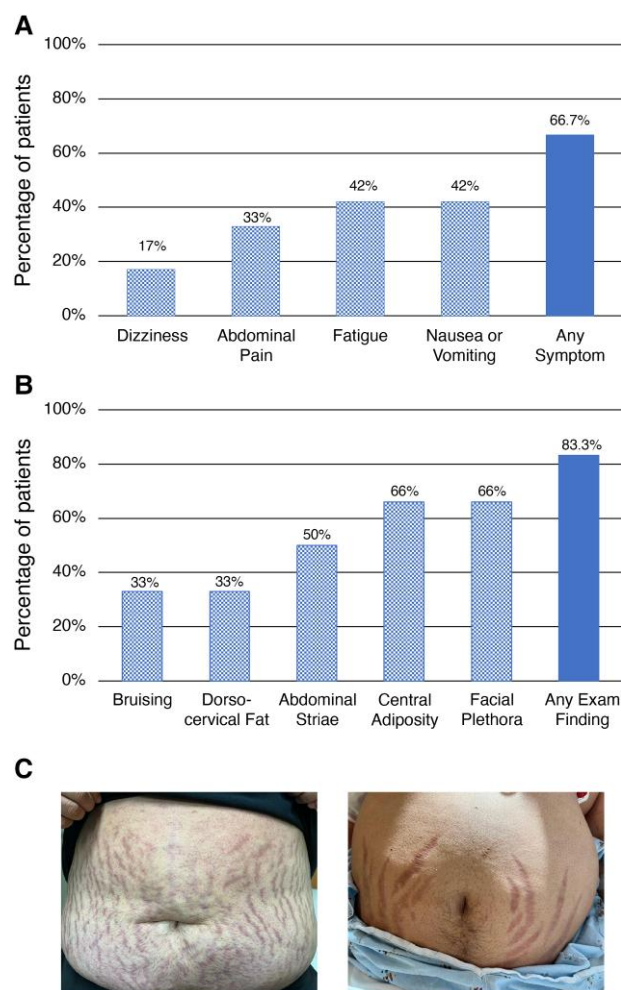 A
Percentage of patients
100%
80%
60%
40%
20%
0%
17%
33%
42%
42%
66.7%
Dizziness
Abdominal
Pain
Fatigue
Nausea or
Vomiting
Any
Symptom
B
Percentage of patients
100%
80%
60%
40%
20%
0%
33%
33%
50%
66%
66%
83.3%
Bruising
Dorso-
cervical Fat
Abdominal
Striae
Central
Adiposity
Facial
Plethora
Any Exam
Finding
C